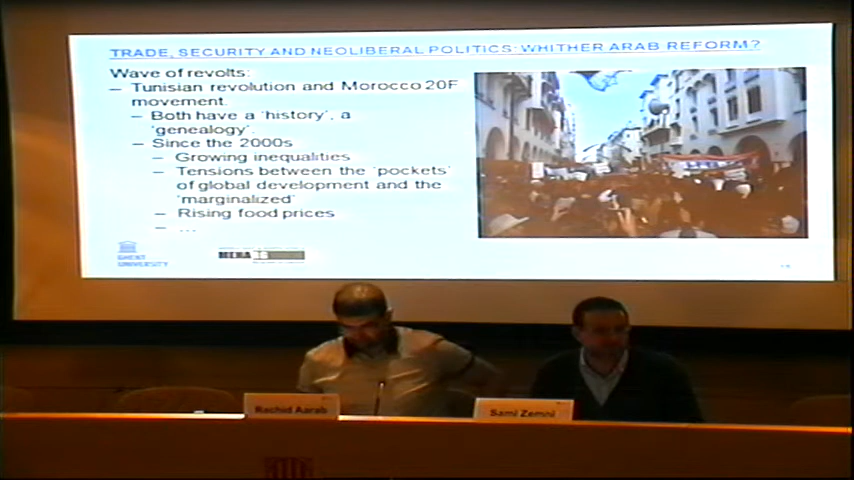 TRADE, SECURITY AND NEOLIBERAL POLITICS: WHITHER ARAB REFORM?
Wave of revolts:
– Tunisian revolution and Morocco 20F
movement.
– Both have a 'history', a
'genealogy'.
– Since the 2000s
– Growing inequalities
– Tensions between the 'pockets'
of global development and the
'marginalized'
– Rising food prices
– ...
GHENT
UNIVERSITY
MENA
Rachid Aarab
Sami Zemni